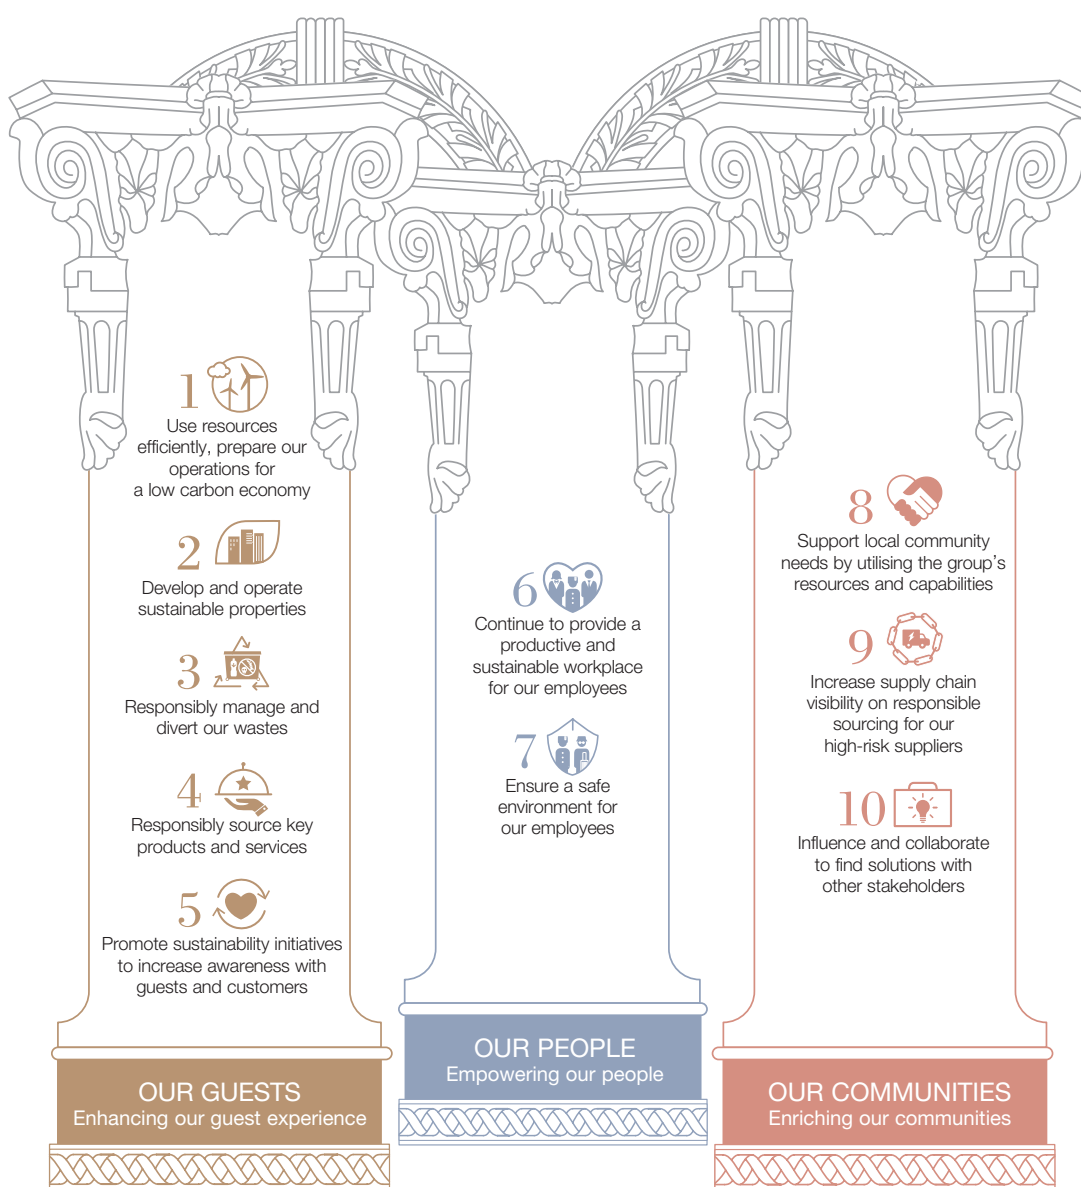 1
Use resources
efficiently, prepare our
operations for
a low carbon economy
2
Develop and operate
sustainable properties
3
Responsibly manage and
divert our wastes
4
Responsibly source key
products and services
5
Promote sustainability initiatives
to increase awareness with
guests and customers
OUR GUESTS
Enhancing our guest experience
6
Continue to provide a
productive and
sustainable workplace
for our employees
7
Ensure a safe
environment for
our employees
OUR PEOPLE
Empowering our people
8
Support local community
needs by utilising the group's
resources and capabilities
9
Increase supply chain
visibility on responsible
sourcing for our
high-risk suppliers
10
Influence and collaborate
to find solutions with
other stakeholders
OUR COMMUNITIES
Enriching our communities